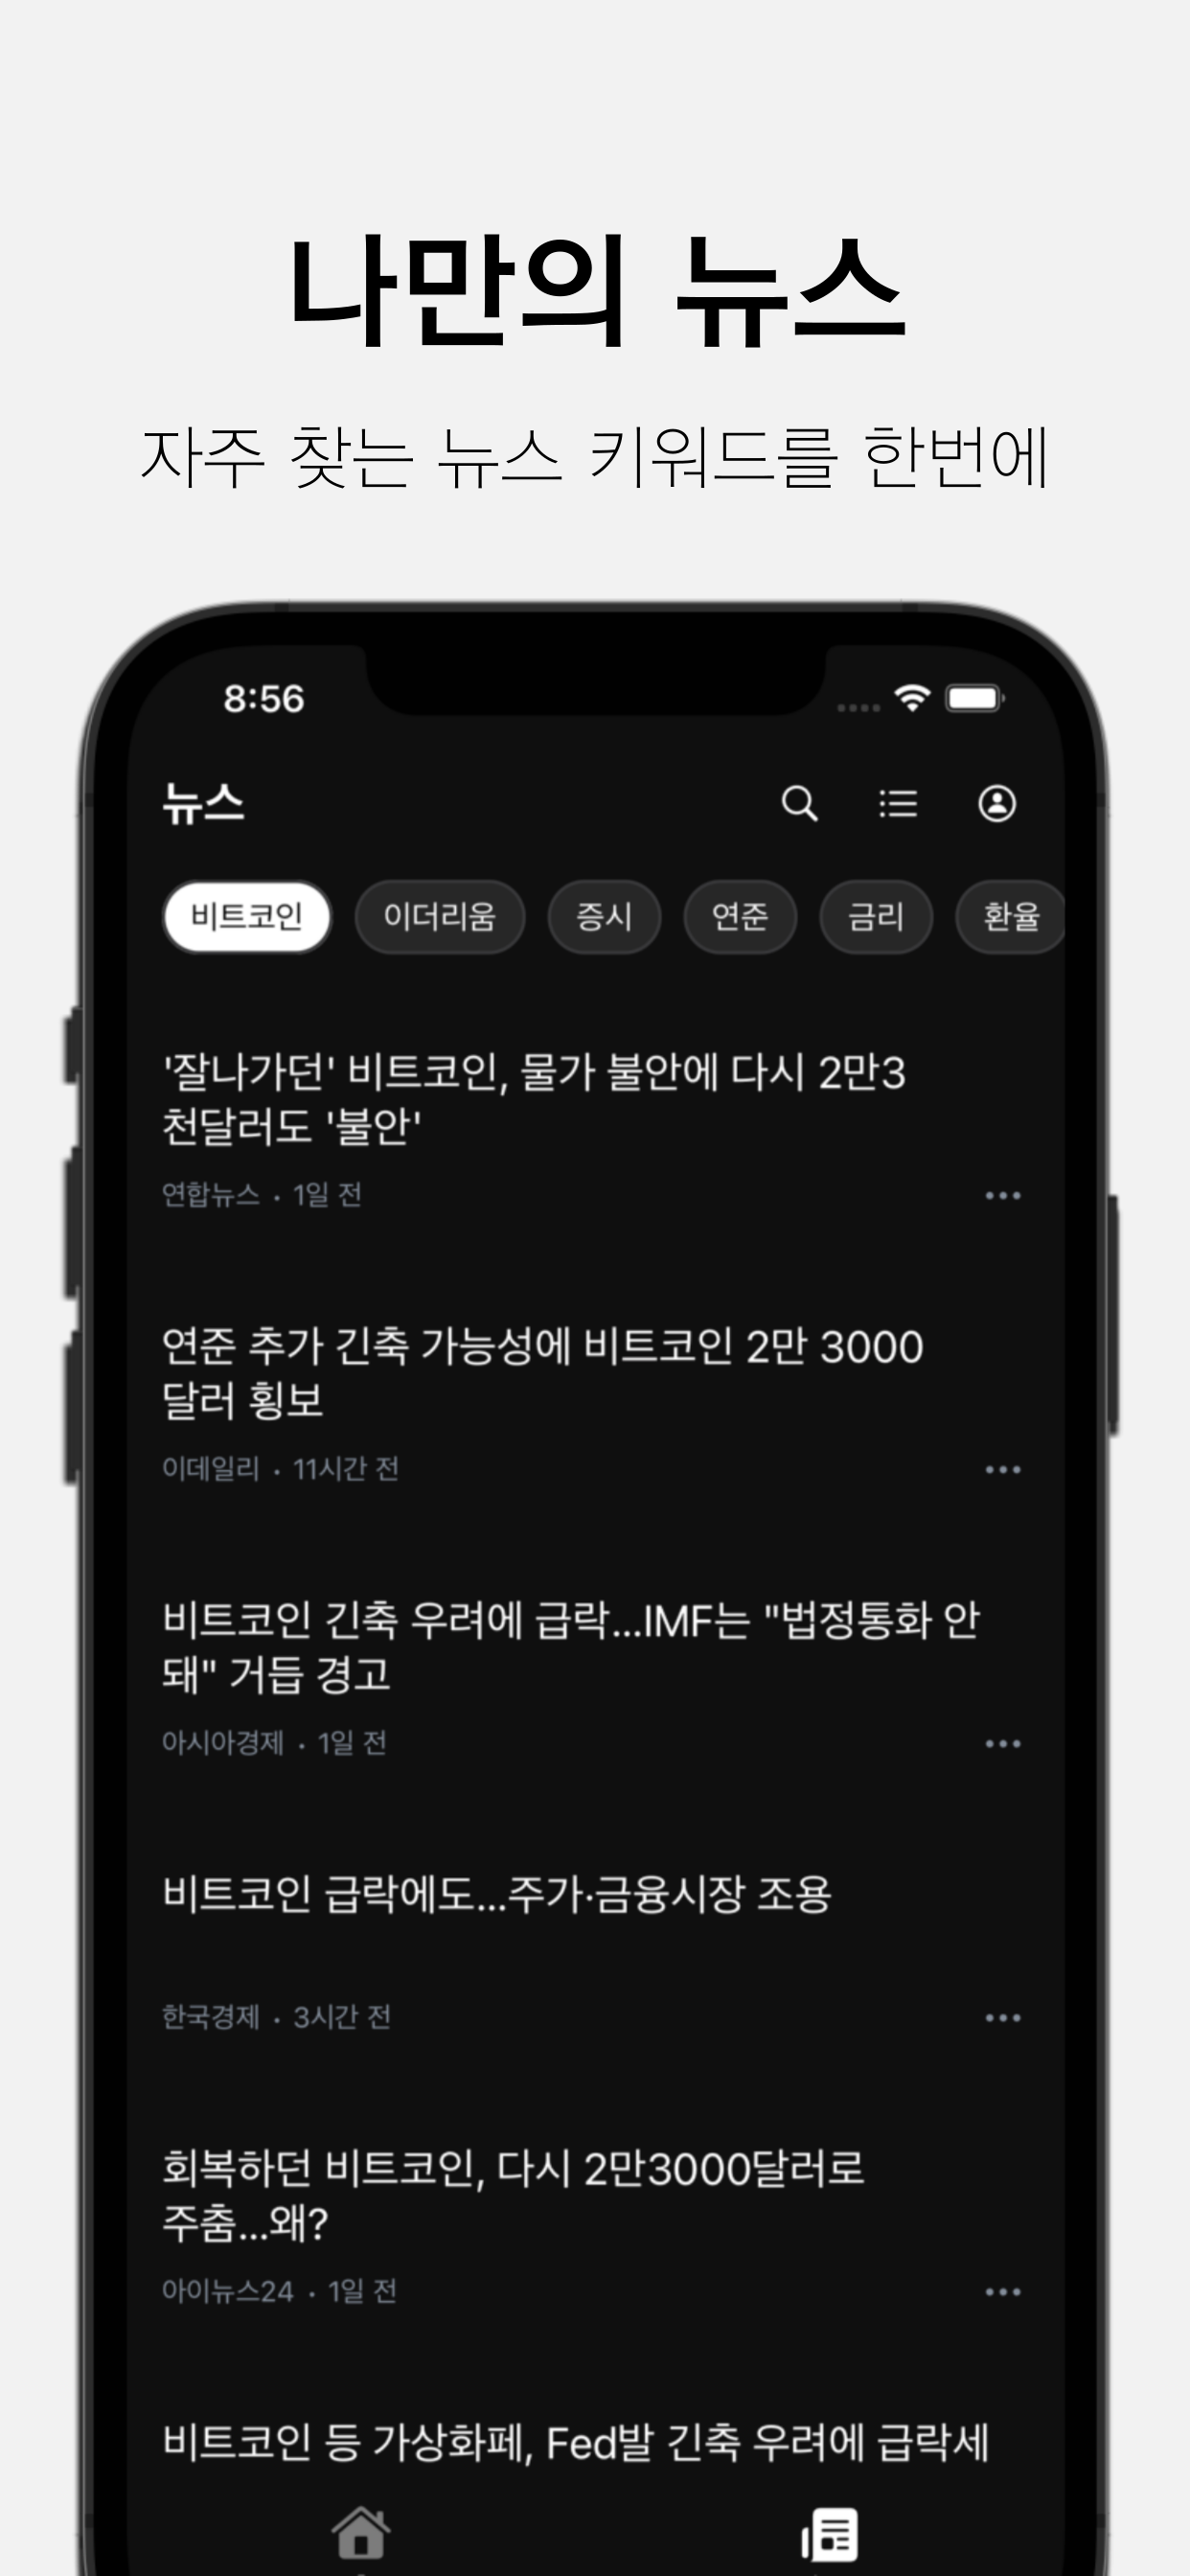 나만의 뉴스
자주 찾는 뉴스 키워드를 한번에
8:56
뉴스
비트코인 이더리움 증시 연준 금리 환율
'잘나가던' 비트코인, 물가 불안에 다시 2만3
천달러도 '불안'
연합뉴스 · 1일 전
연준 추가 긴축 가능성에 비트코인 2만 3000
달러 횡보
이데일리 · 11시간 전
비트코인 긴축 우려에 급락...IMF는 "법정통화 안
돼" 거듭 경고
아시아경제 · 1일 전
비트코인 급락에도...주가·금융시장 조용
한국경제 · 3시간 전
회복하던 비트코인, 다시 2만3000달러로
주춤...왜?
아이뉴스24 · 1일 전
비트코인 등 가상화페, Fed발 긴축 우려에 급락세